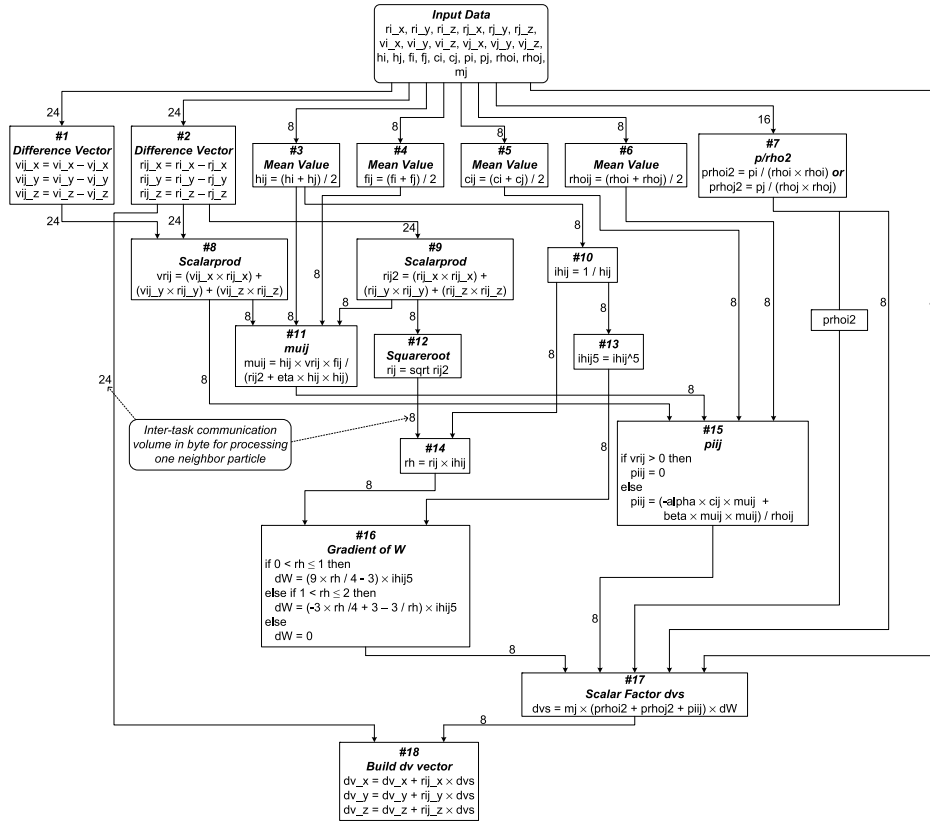 Input Data
ri_x, ri_y, ri_z, rj_x, rj_y, rj_z,
vi_x, vi_y, vi_z, vj_x, vj_y, vj_z,
hi, hj, fi, fj, ci, cj, pi, pj, rhoi, rhoj,
mj
24
24
8
8
8
8
16
#1
Difference Vector
vij_x = vi_x – vj_x
vij_y = vi_y – vj_y
vij_z = vi_z – vj_z
#2
Difference Vector
rij_x = ri_x – rj_x
rij_y = ri_y – rj_y
rij_z = ri_z – rj_z
#3
Mean Value
hij = (hi + hj) / 2
#4
Mean Value
fij = (fi + fj) / 2
#5
Mean Value
cij = (ci + cj) / 2
#6
Mean Value
rhoij = (rhoi + rhoj) / 2
#7
p/rho2
prhoi2 = pi / (rhoi × rhoi) or
prhoj2 = pj / (rhoj × rhoj)
24
24
8
#8
Scalarprod
vrij = (vij_x × rij_x) +
(vij_y × rij_y) + (vij_z × rij_z)
#9
Scalarprod
rij2 = (rij_x × rij_x) +
(rij_y × rij_y) + (rij_z × rij_z)
#10
ihij = 1 / hij
8
8
8
8
8
8
8
8
8
prhoi2
#11
muij
muij = hij × vrij × fij /
(rij2 + eta × hij × hij)
#12
Squareroot
rij = sqrt rij2
#13
ihij5 = ihij^5
24
8
8
8
8
8
Inter-task communication
volume in byte for processing
one neighbor particle
#14
rh = rij × ihij
#15
piij
if vrij > 0 then
piij = 0
else
piij = (-alpha × cij × muij +
beta × muij × muij) / rhoij
8
#16
Gradient of W
if 0 < rh ≤ 1 then
dW = (9 × rh / 4 - 3) × ihij5
else if 1 < rh ≤ 2 then
dW = (-3 × rh /4 + 3 – 3 / rh) × ihij5
else
dW = 0
8
8
8
#17
Scalar Factor dvs
dvs = mj × (prhoi2 + prhoj2 + piij) × dW
8
#18
Build dv vector
dv_x = dv_x + rij_x × dvs
dv_y = dv_y + rij_y × dvs
dv_z = dv_z + rij_z × dvs